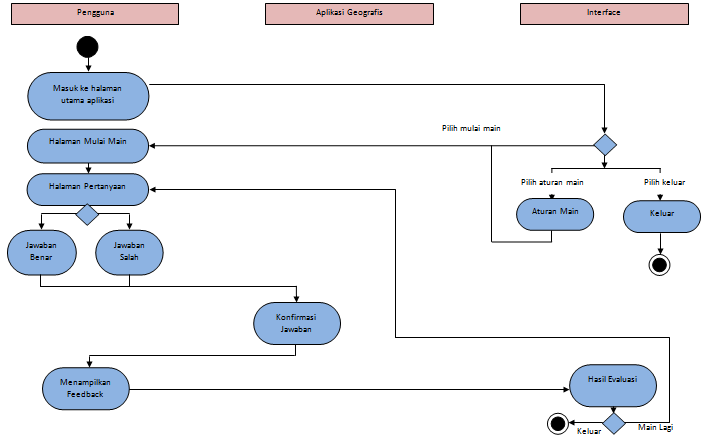 Pengguna
Aplikasi Geografis
Interface
Masuk ke halaman
utama aplikasi
Pilih mulai main
Halaman Mulai Main
Halaman Pertanyaan
Pilih aturan main
Pilih keluar
Aturan Main
Keluar
Jawaban
Benar
Jawaban
Salah
Konfirmasi
Jawaban
Menampilkan
Feedback
Hasil Evaluasi
Keluar
Main Lagi